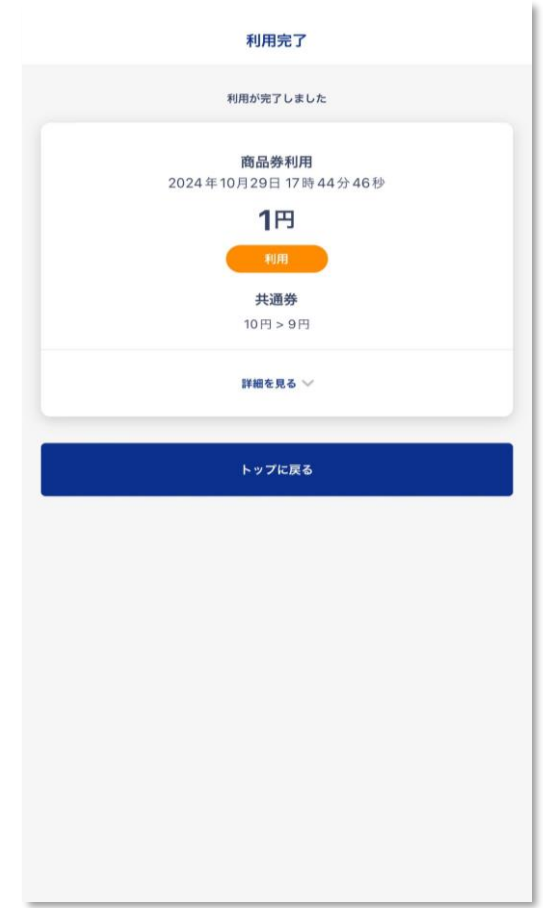 利用完了
利用が完了しました
商品券利用
2024年10月29日 17時44分46秒
1円
利用
共通券
10円 > 9円
詳細を見る
トップに戻る